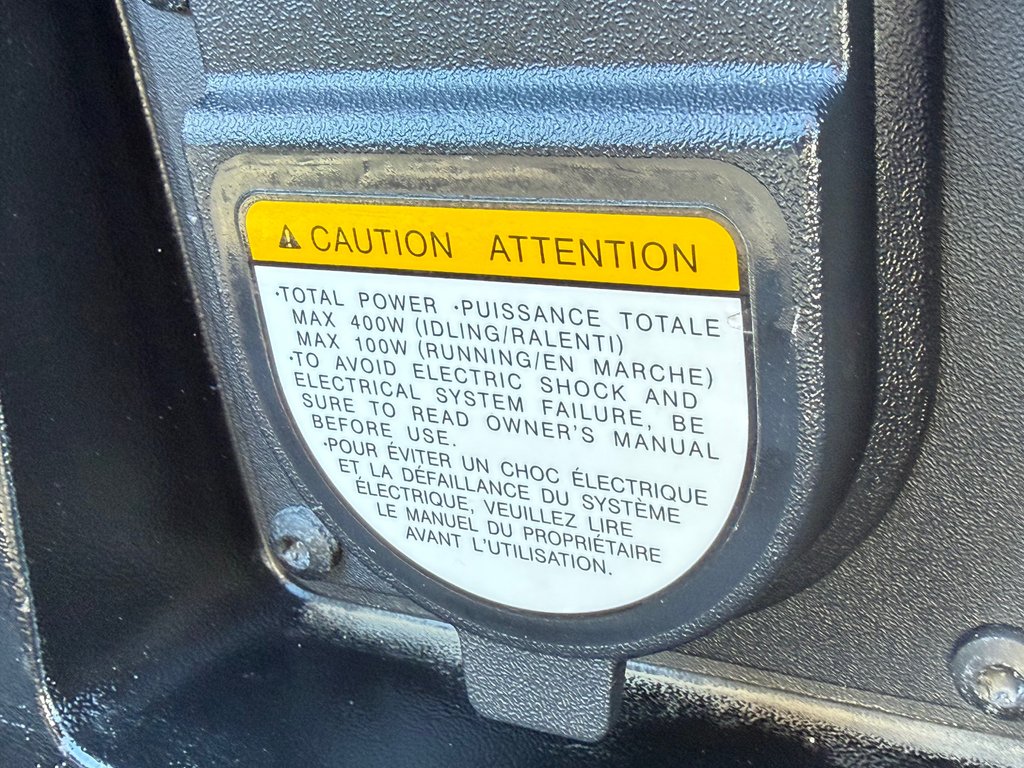 CAUTION ATTENTION
·TOTAL POWER ·PUISSANCE TOTALE
MAX 400W (IDLING/RALENTI)
MAX 100W (RUNNING/EN MARCHE)
·TO AVOID ELECTRIC SHOCK AND
ELECTRICAL SYSTEM FAILURE, BE
SURE TO READ OWNER'S MANUAL
BEFORE USE.
·POUR ÉVITER UN CHOC ÉLECTRIQUE
ET LA DÉFAILLANCE DU SYSTÈME
ÉLECTRIQUE, VEUILLEZ LIRE
LE MANUEL DU PROPRIÉTAIRE
AVANT L'UTILISATION.